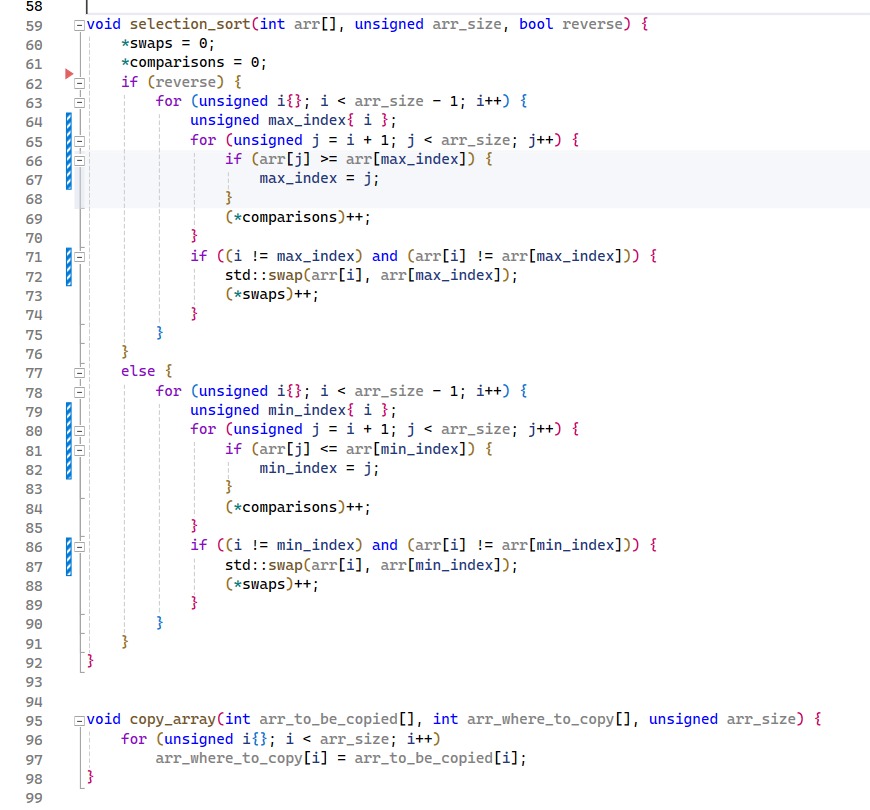 58
59 void selection_sort(int arr[], unsigned arr_size, bool reverse) {
60     *swaps = 0;
61     *comparisons = 0;
62     if (reverse) {
63         for (unsigned i{}; i < arr_size - 1; i++) {
64             unsigned max_index{ i };
65             for (unsigned j = i + 1; j < arr_size; j++) {
66                 if (arr[j] >= arr[max_index]) {
67                     max_index = j;
68                 }
69                 (*comparisons)++;
70             }
71             if ((i != max_index) and (arr[i] != arr[max_index])) {
72                 std::swap(arr[i], arr[max_index]);
73                 (*swaps)++;
74             }
75         }
76     }
77     else {
78         for (unsigned i{}; i < arr_size - 1; i++) {
79             unsigned min_index{ i };
80             for (unsigned j = i + 1; j < arr_size; j++) {
81                 if (arr[j] <= arr[min_index]) {
82                     min_index = j;
83                 }
84                 (*comparisons)++;
85             }
86             if ((i != min_index) and (arr[i] != arr[min_index])) {
87                 std::swap(arr[i], arr[min_index]);
88                 (*swaps)++;
89             }
90         }
91     }
92 }
93
94
95 void copy_array(int arr_to_be_copied[], int arr_where_to_copy[], unsigned arr_size) {
96     for (unsigned i{}; i < arr_size; i++)
97         arr_where_to_copy[i] = arr_to_be_copied[i];
98 }
99